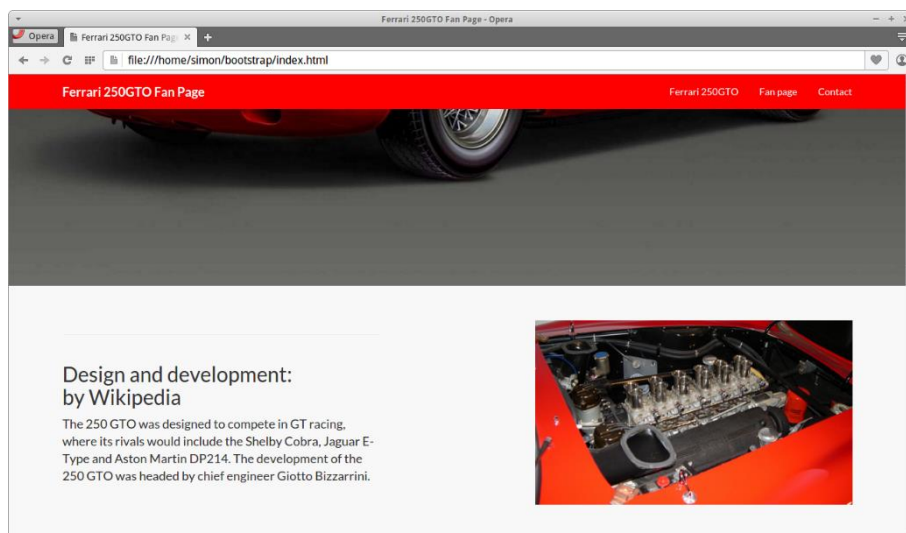 Ferrari 250GTO Fan Page - Opera
Opera
Ferrari 250GTO Fan Pag
file:///home/simon/bootstrap/index.html
Ferrari 250GTO Fan Page
Ferrari 250GTO
Fan page
Contact
Design and development:
by Wikipedia
The 250 GTO was designed to compete in GT racing,
where its rivals would include the Shelby Cobra, Jaguar E-
Type and Aston Martin DP214. The development of the
250 GTO was headed by chief engineer Giotto Bizzarrini.